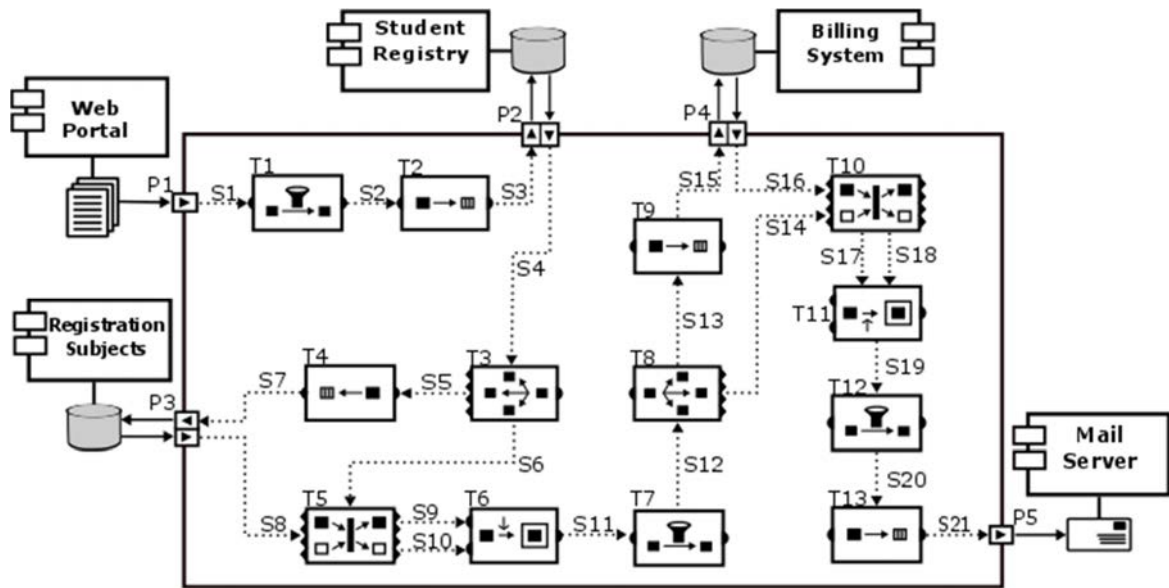 Student
Registry
Billing
System
Web
Portal
P2
P4
P1
S1
T1
S2
T2
S3
S15
S16
T10
T9
S14
S4
S17
S18
Registration
Subjects
T11
S13
T4
T3
T8
S19
S7
S5
P3
T12
S6
S12
S20
Mail
Server
T5
S9
T6
T7
T13
S8
S10
S11
S21
P5